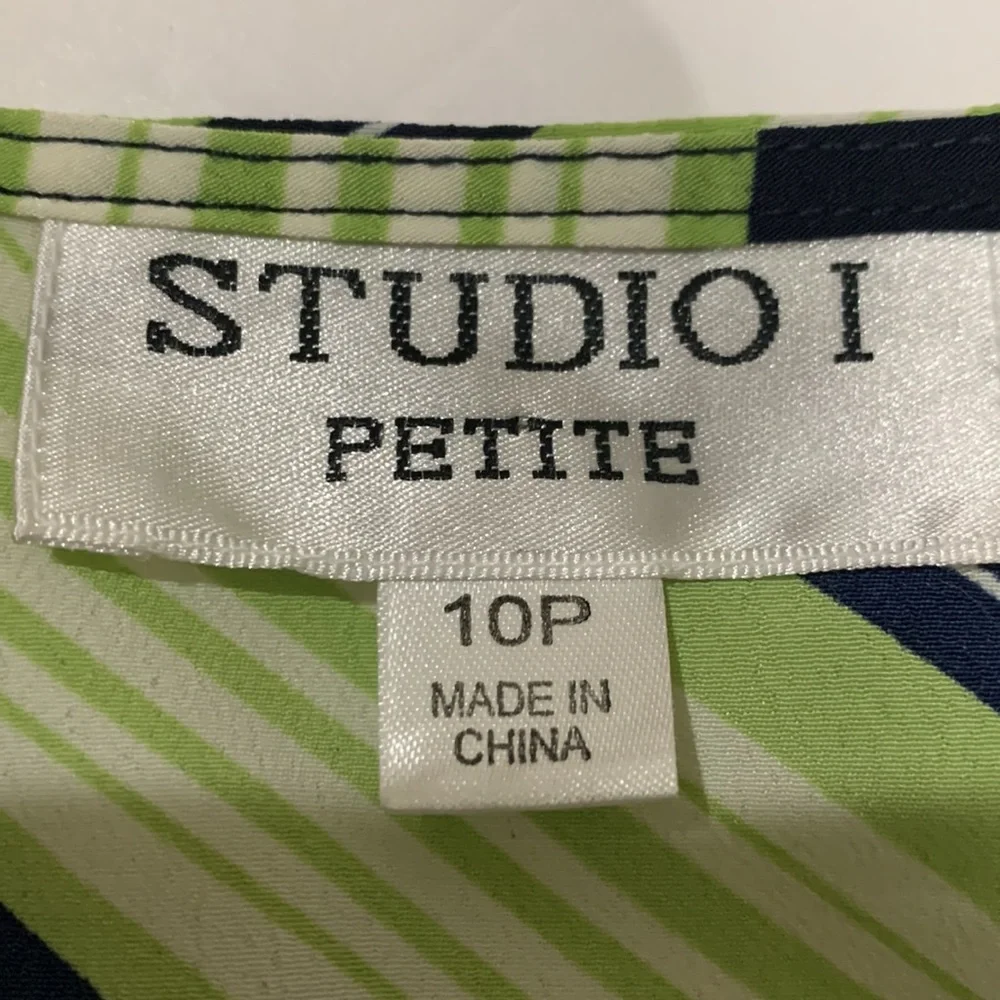 STUDIO I
PETITE
10P
MADE IN
CHINA